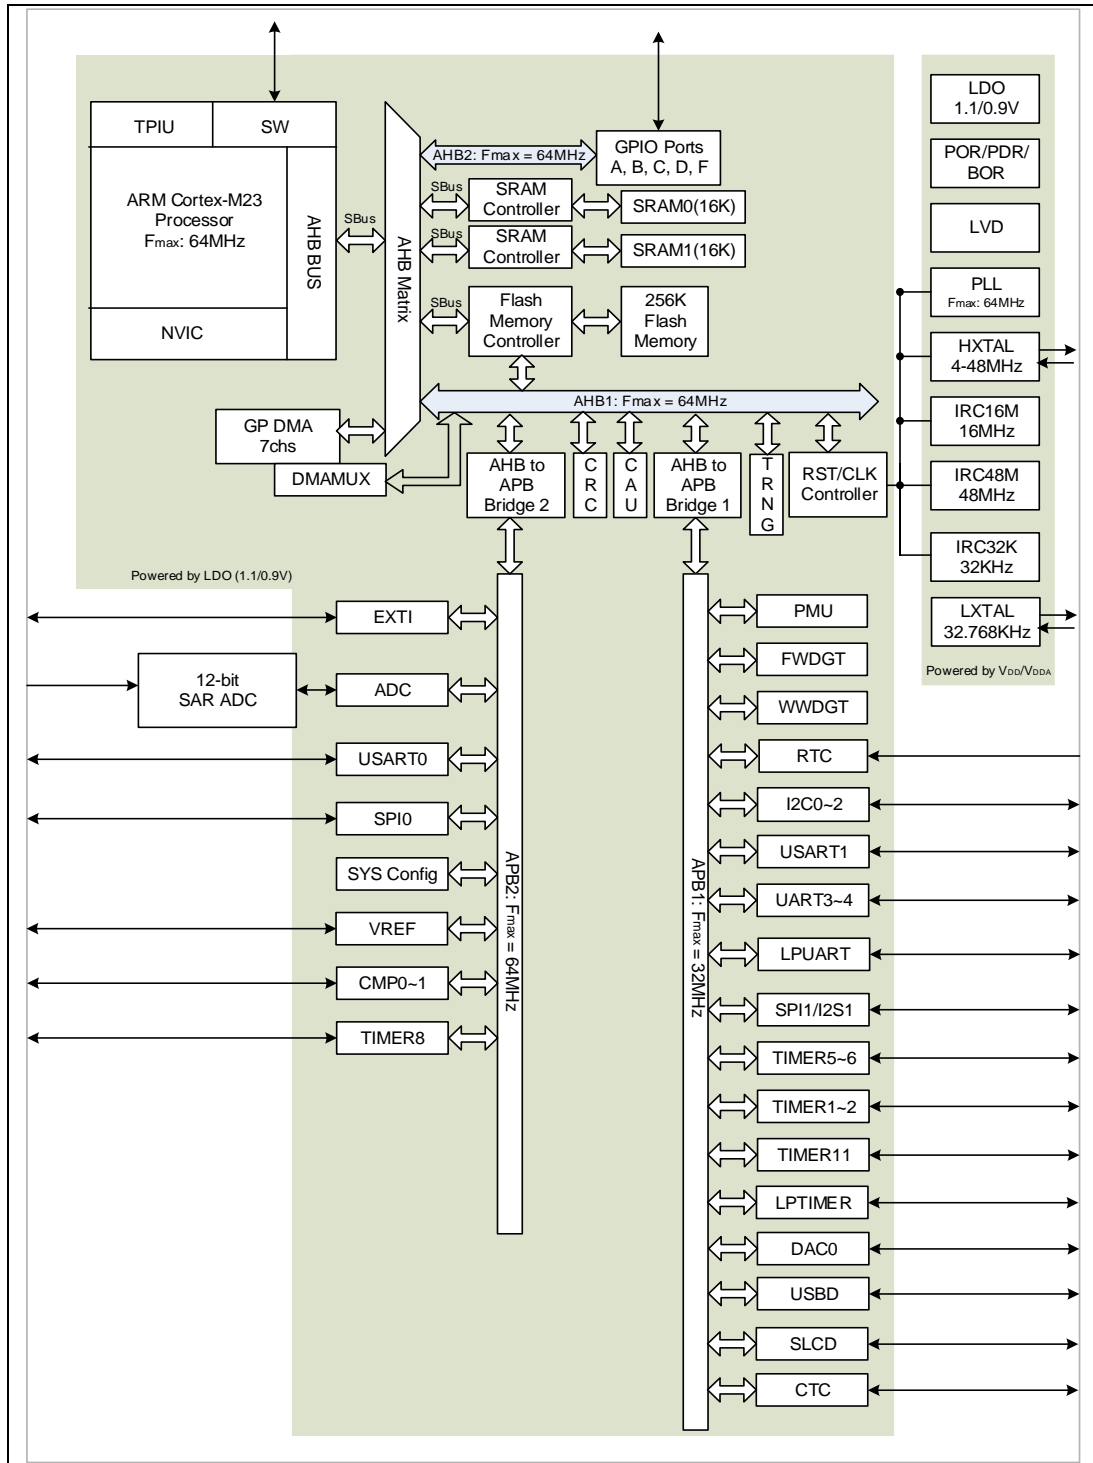 TPIU
SW
ARM Cortex-M23
Processor
Fmax: 64MHz
AHB BUS
NVIC
SBus
AHB Matrix
GP DMA
7chs
DMAMUX
AHB2: Fmax = 64MHz
GPIO Ports
A, B, C, D, F
SBus
SRAM
Controller
SRAM0(16K)
SBus
SRAM
Controller
SRAM1(16K)
SBus
Flash
Memory
Controller
256K
Flash
Memory
AHB1: Fmax = 64MHz
AHB to
APB
Bridge 2
CRC
CAU
AHB to
APB
Bridge 1
TRNG
RST/CLK
Controller
LDO
1.1/0.9V
POR/PDR/
BOR
LVD
PLL
Fmax: 64MHz
HXTAL
4-48MHz
IRC16M
16MHz
IRC48M
48MHz
IRC32K
32KHz
LXTAL
32.768KHz
Powered by VDD/VDDA
Powered by LDO (1.1/0.9V)
EXTI
12-bit
SAR ADC
ADC
USART0
SPI0
SYS Config
VREF
CMP0~1
TIMER8
APB2: Fmax = 64MHz
APB1: Fmax = 32MHz
PMU
FWDGT
WWDGT
RTC
I2C0~2
USART1
UART3~4
LPUART
SPI1/I2S1
TIMER5~6
TIMER1~2
TIMER11
LPTIMER
DAC0
USBD
SLCD
CTC